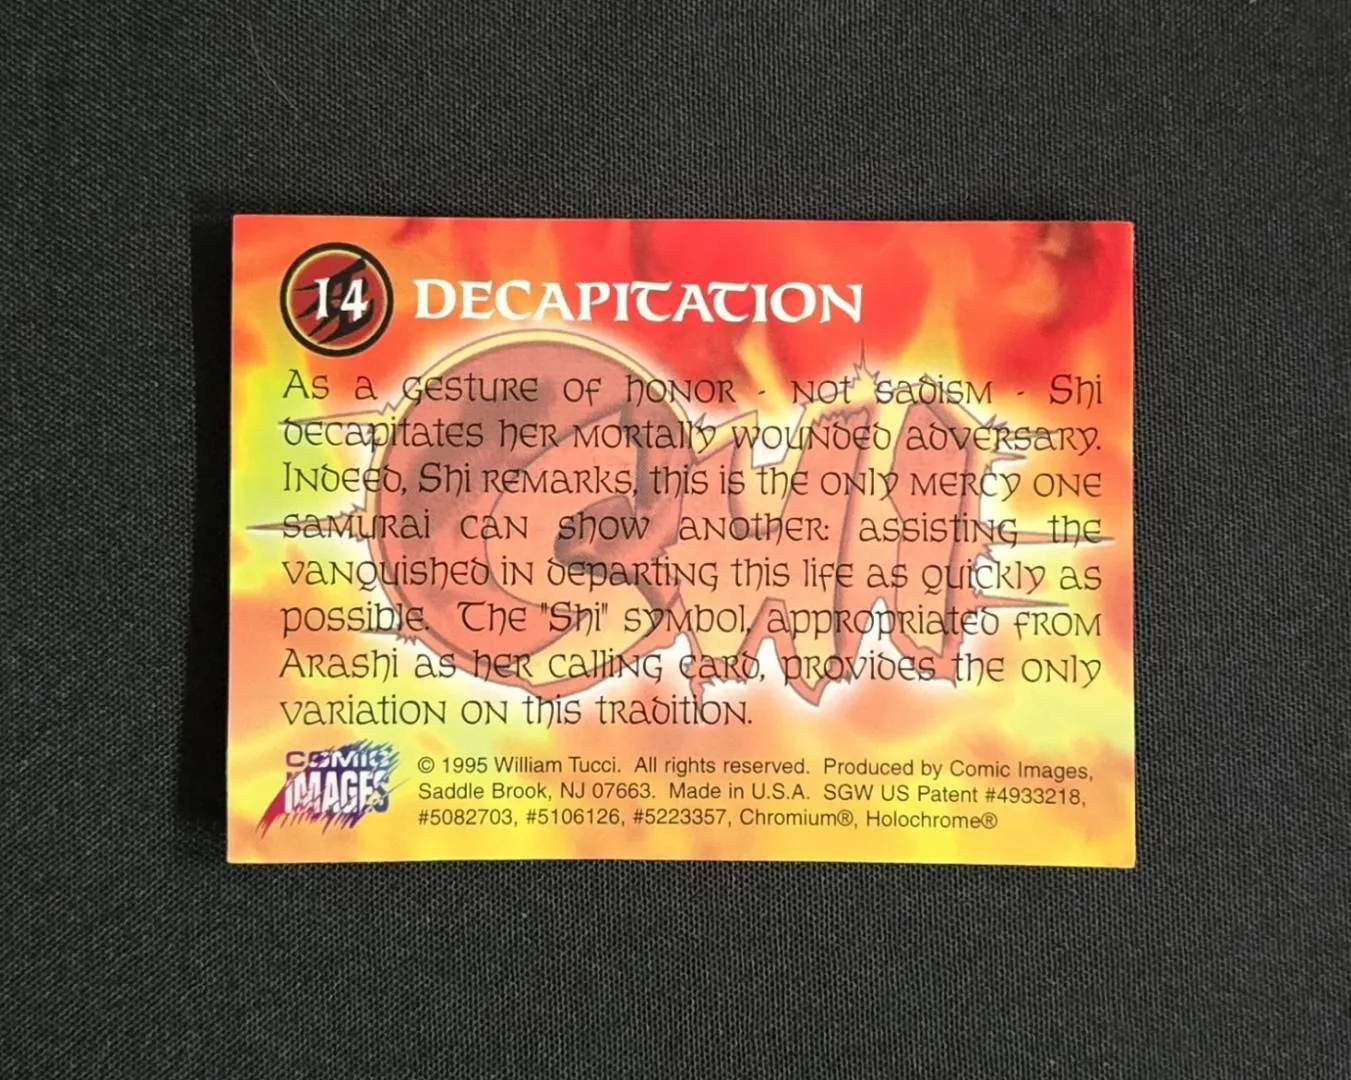 14 DECAPITATION
As a gesture of honor - not sadism - Shi
decapitates her mortally wounded adversary.
Indeed, Shi remarks, this is the only mercy one
samurai can show another: assisting the
vanquished in departing this life as quickly as
possible. The "Shi" symbol, appropriated from
Arashi as her calling card, provides the only
variation on this tradition.
COMIC
IMAGES
© 1995 William Tucci. All rights reserved. Produced by Comic Images,
Saddle Brook, NJ 07663. Made in U.S.A. SGW US Patent #4933218,
#5082703, #5106126, #5223357, Chromium®, Holochrome®